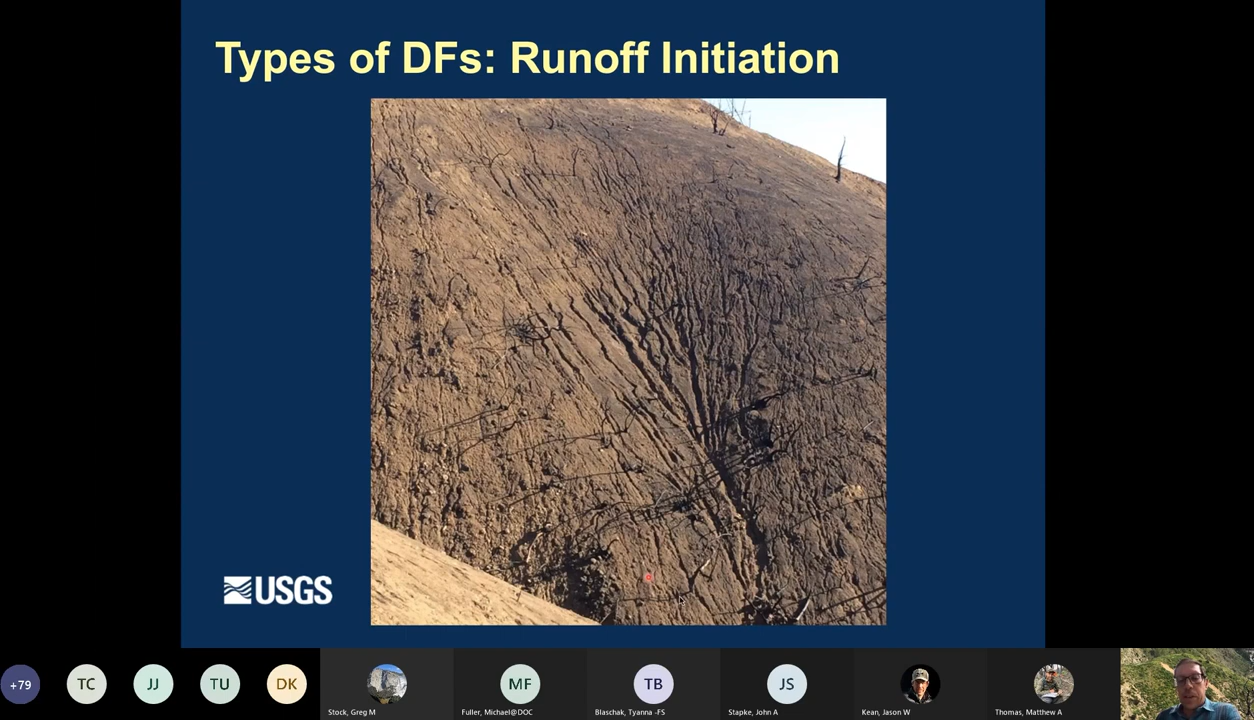 Types of DFs: Runoff Initiation
USGS
+79
TC
JJ
TU
DK
MF
TB
JS
Stock, Greg M
Fuller, Michael@DOC
Blaschak, Tyanna -FS
Stapke, John A
Kean, Jason W
Thomas, Matthew A